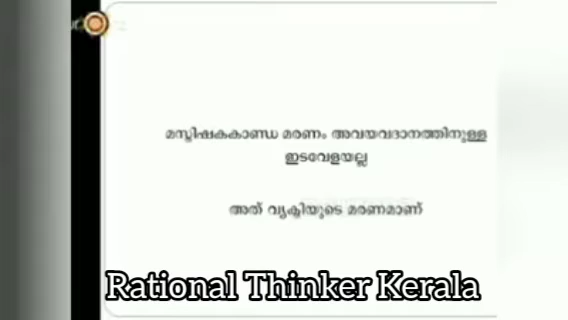 മസ്തിഷ്കകാണ്ഡ മരണം അവയവദാനത്തിനുള്ള
ഇടവേളയല്ല
അത് വ്യക്തിയുടെ മരണമാണ്
Rational Thinker Kerala